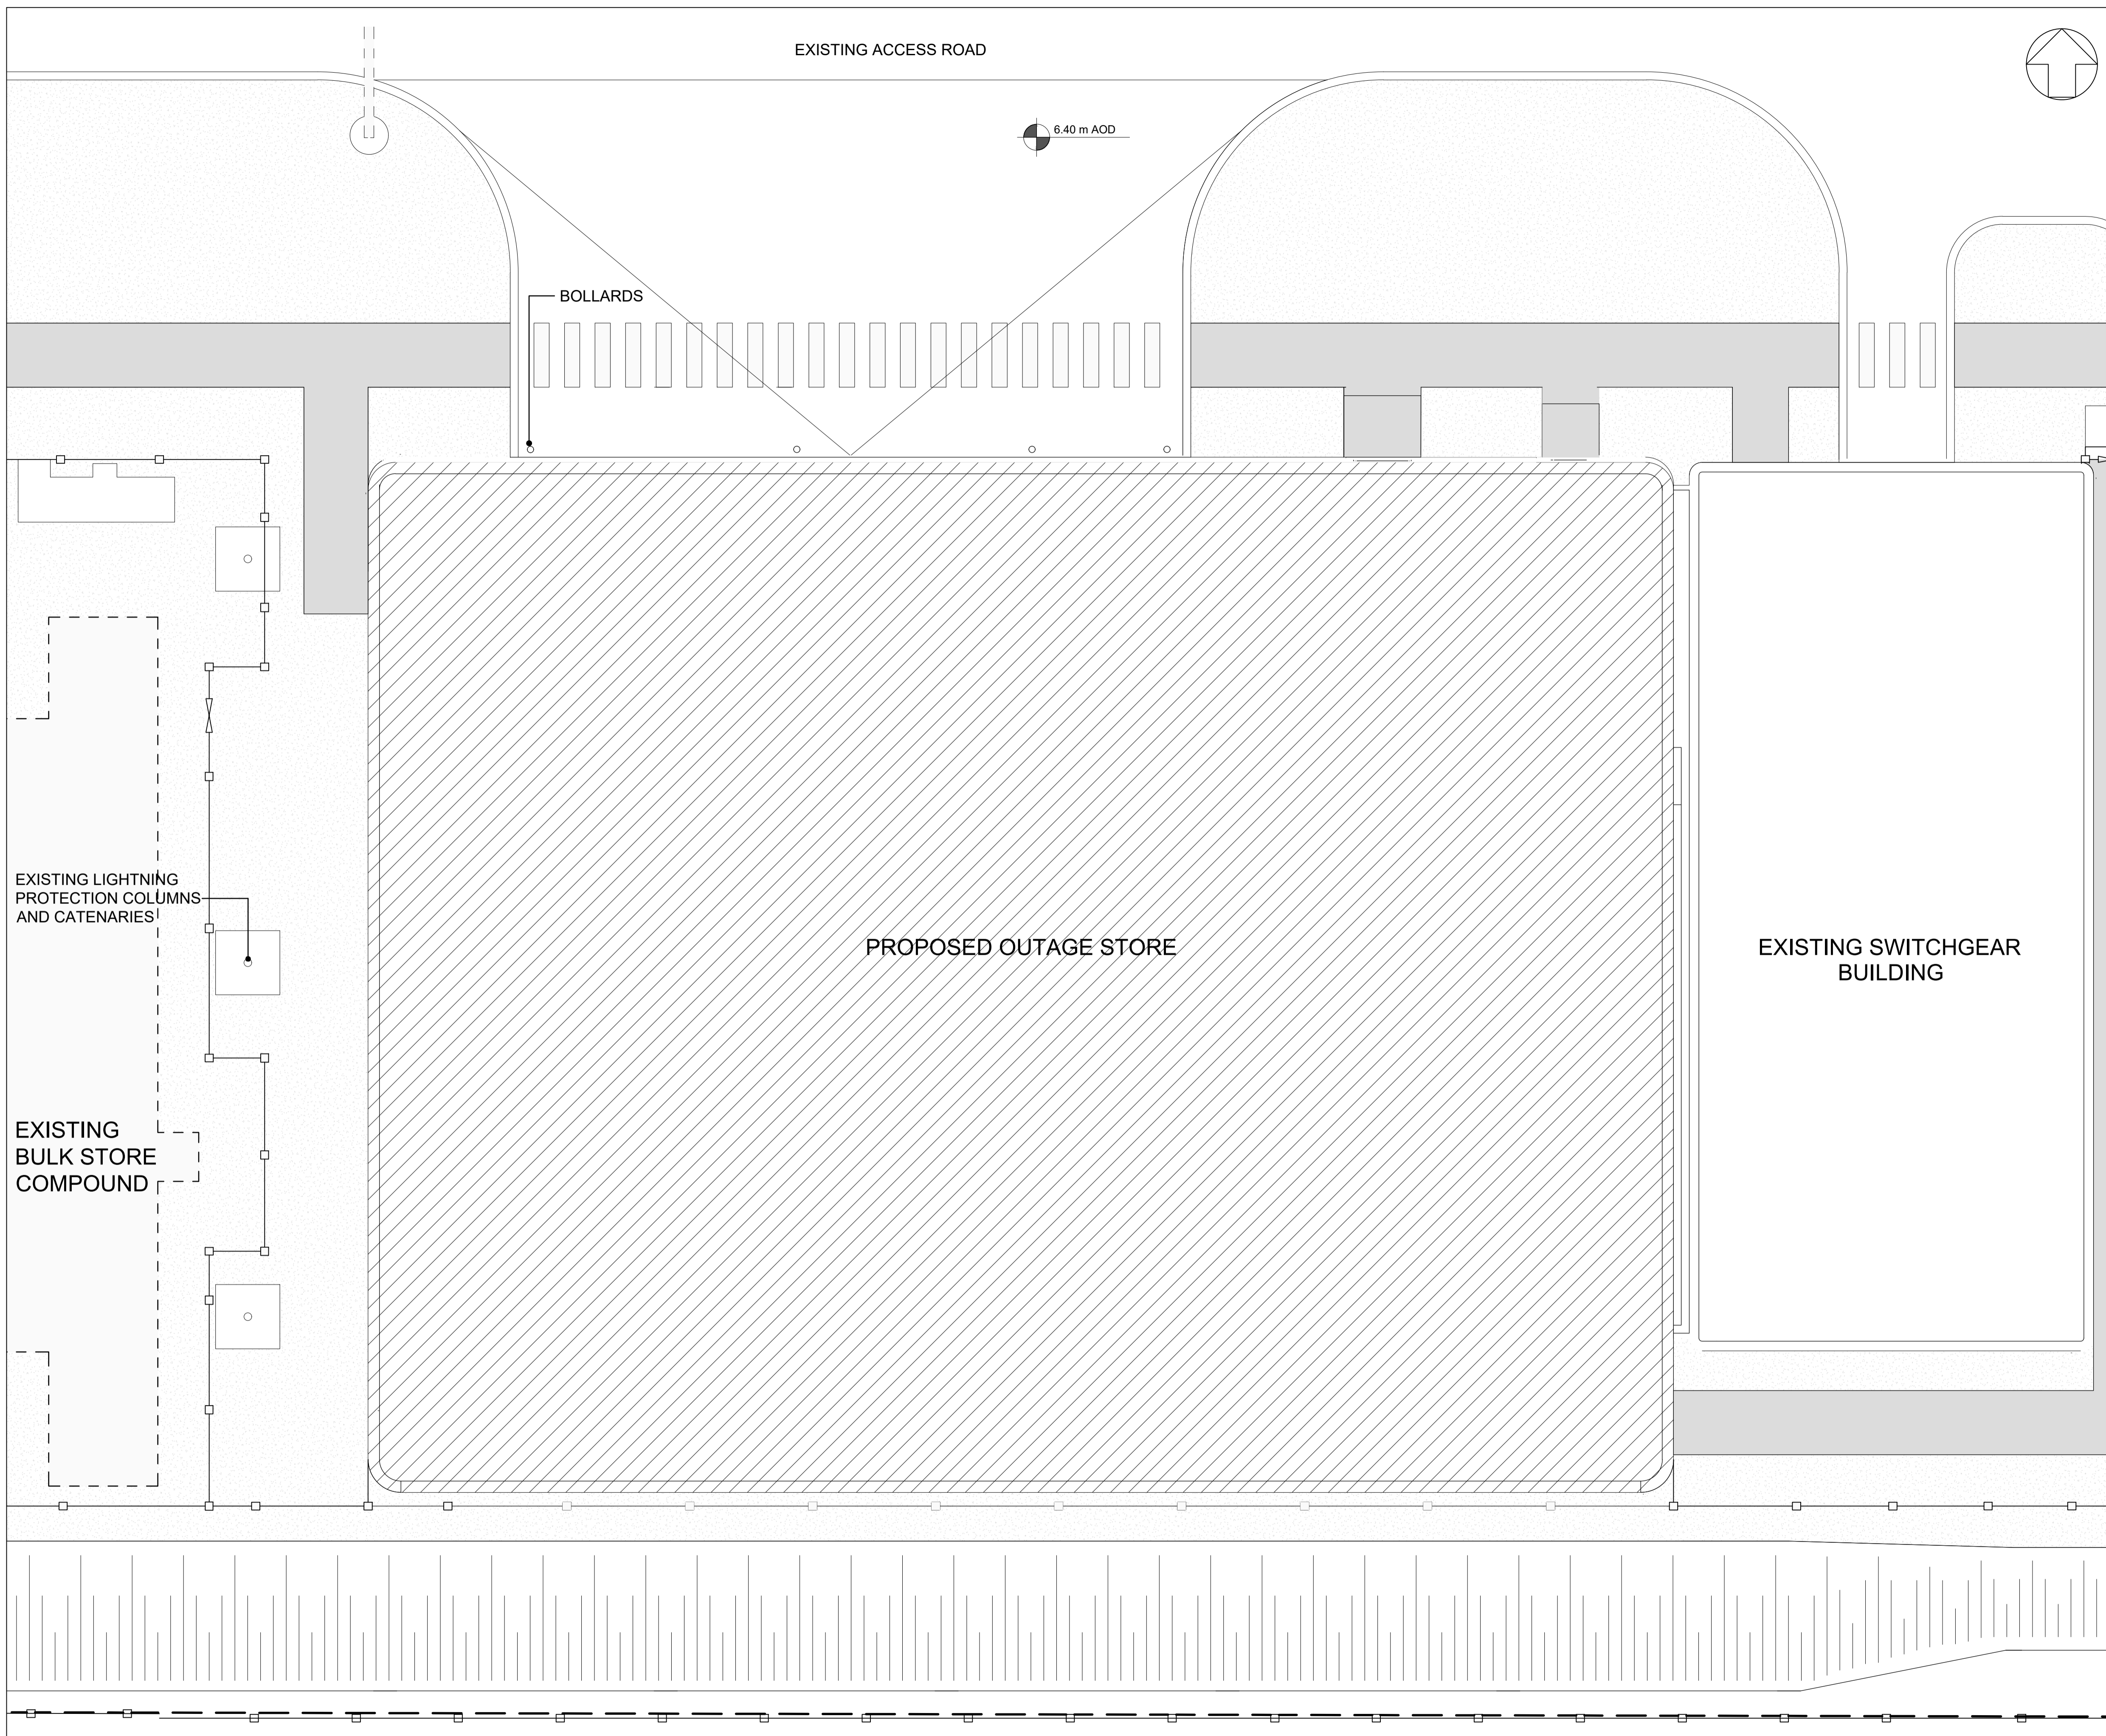 EXISTING ACCESS ROAD
6.40 m AOD
BOLLARDS
EXISTING LIGHTNING
PROTECTION COLUMNS
AND CATENARIES
PROPOSED OUTAGE STORE
EXISTING SWITCHGEAR
BUILDING
EXISTING
BULK STORE
COMPOUND